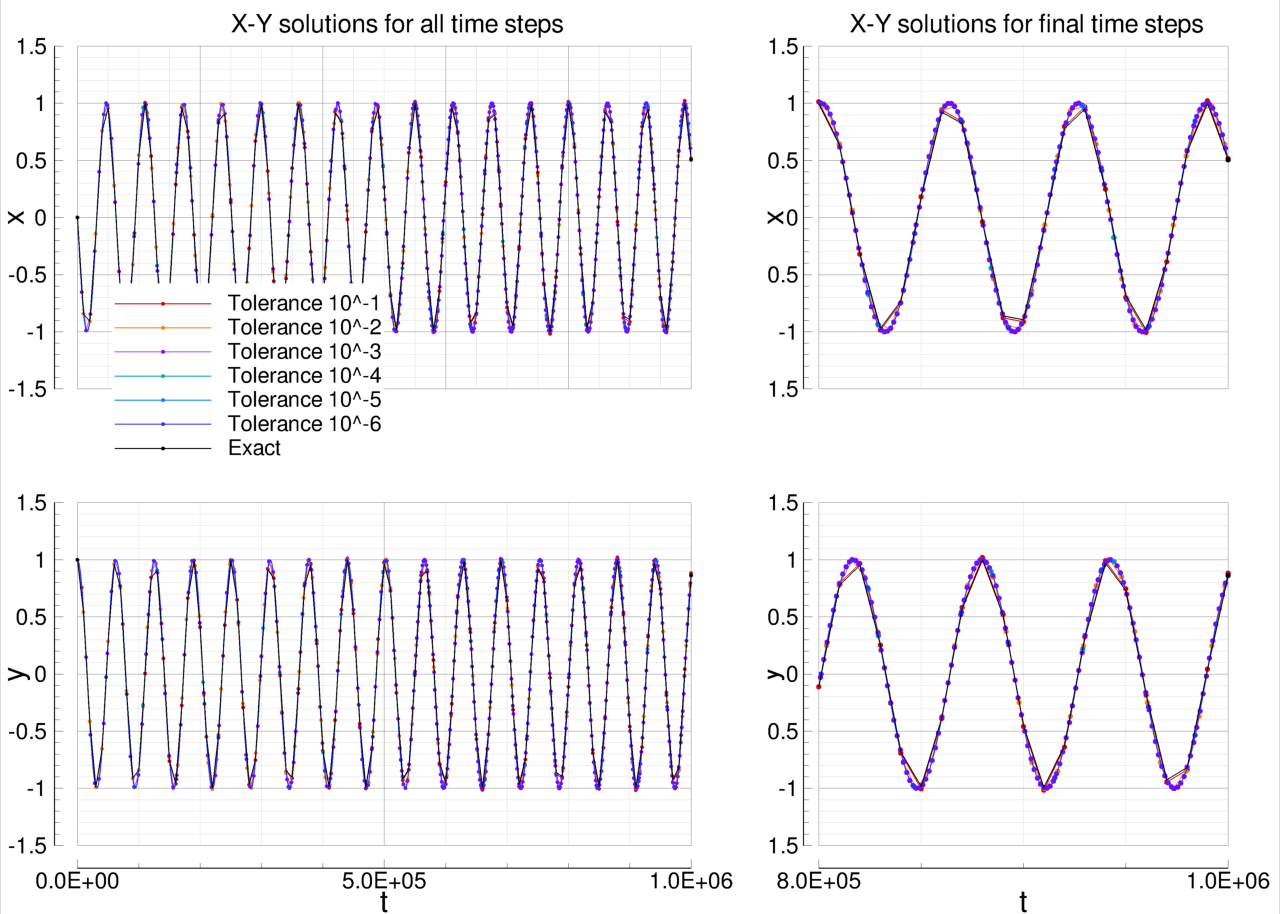 X-Y solutions for all time steps
X-Y solutions for final time steps
1.5
1
0.5
0
-0.5
-1
-1.5
x
1.5
1
0.5
0
0.5
-1
-1.5
x
Tolerance 10^-1
Tolerance 10^-2
Tolerance 10^-3
Tolerance 10^-4
Tolerance 10^-5
Tolerance 10^-6
Exact
1.5
1
0.5
0
-0.5
-1
-1.5
y
0.0E+00
5.0E+05
1.0E+06
t
1.5
1
0.5
0
-0.5
-1
-1.5
y
8.0E+05
1.0E+06
t